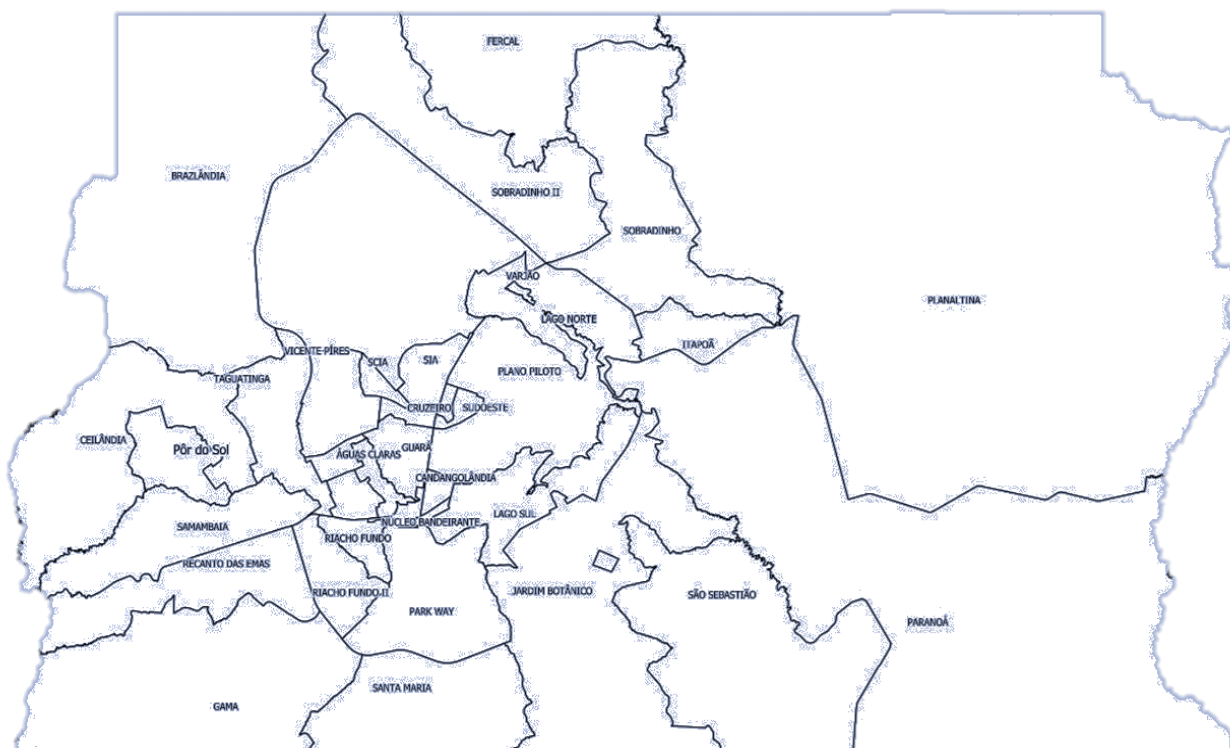 FERCAL
BRAZLÂNDIA
SOBRADINHO II
SOBRADINHO
VARJÃO
PLANALTINA
LAGO NORTE
ITAPOÃ
VICENTE PÍRES
SCIA
SIA
PLANO PILOTO
TAGUATINGA
CRUZEIRO
SUDOESTE
CEILÂNDIA
Pôr do Sol
ÁGUAS CLARAS
GUARÁ
CANDANGOLÂNDIA
LAGO SUL
SAMAMBAIA
NÚCLEO BANDEIRANTE
RIACHO FUNDO
RECANTO DAS EMAS
RIACHO FUNDO II
JARDIM BOTÂNICO
SÃO SEBASTIÃO
PARK WAY
PARANOÁ
SANTA MARIA
GAMA